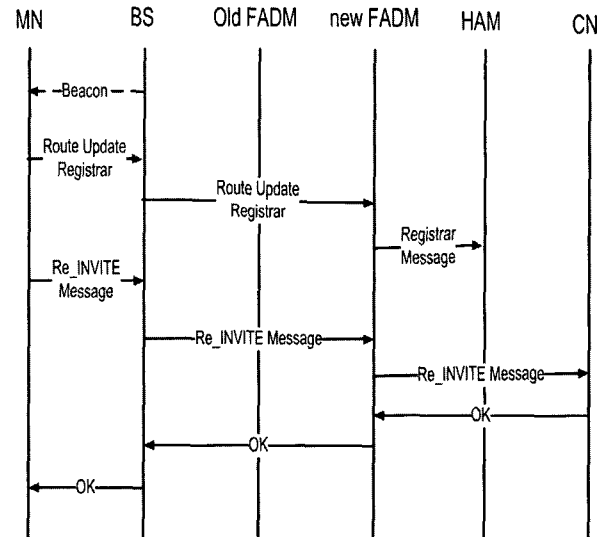 MN BS Old FADM new FADM HAM CN
Beacon
Route Update
Registrar
Route Update
Registrar
Registrar
Message
Re_INVITE
Message
Re_INVITE Message
Re_INVITE Message
OK
OK
OK